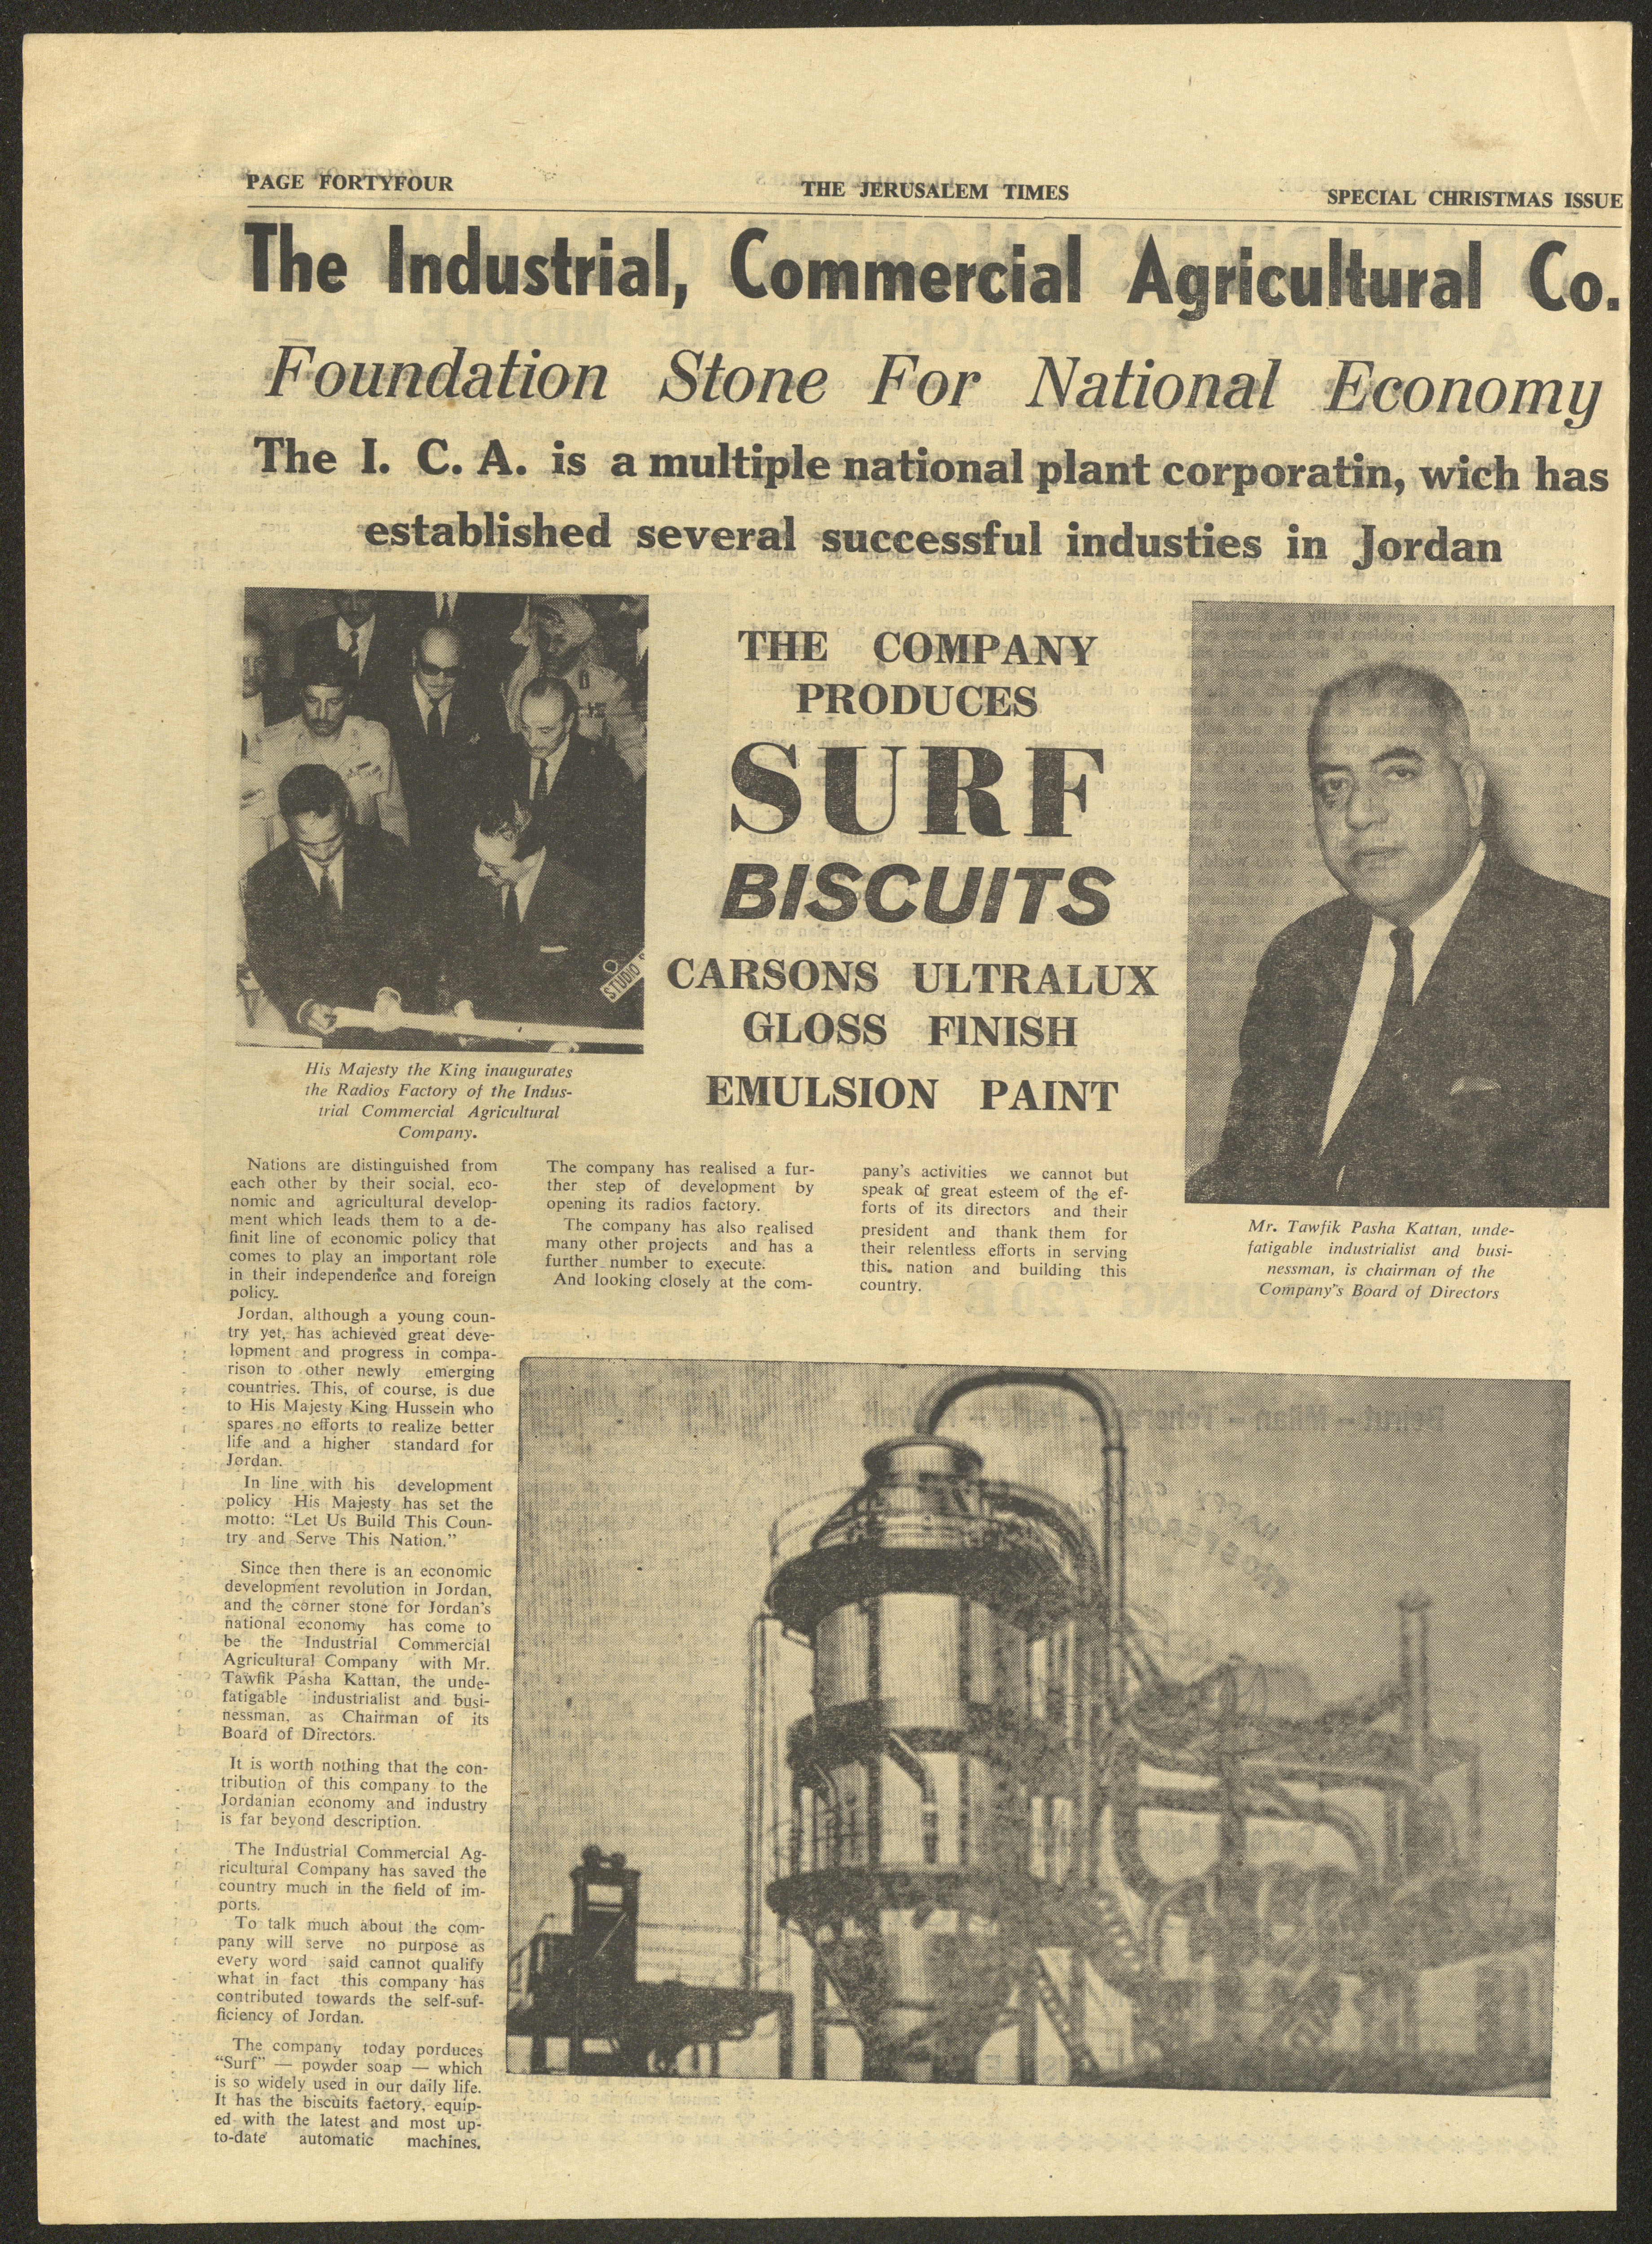 PAGE FORTYFOUR
THE JERUSALEM TIMES
SPECIAL CHRISTMAS ISSUE
The Industrial, Commercial Agricultural Co.
Foundation Stone For National Economy
The I. C. A. is a multiple national plant corporatin, wich has
established several successful industies in Jordan
THE COMPANY
PRODUCES
SURF
BISCUITS
CARSONS ULTRALUX
GLOSS FINISH
EMULSION PAINT
STUDIO
His Majesty the King inaugurates
the Radios Factory of the Indus-
trial Commercial Agricultural
Company.
Nations are distinguished from
each other by their social, eco-
nomic and agricultural develop-
ment which leads them to a de-
finit line of economic policy that
comes to play an important role
in their independence and foreign
policy.
Jordan, although a young coun-
try yet, has achieved great deve-
lopment and progress in compa-
rison to other newly emerging
countries. This, of course, is due
to His Majesty King Hussein who
spares no efforts to realize better
life and a higher standard for
Jordan.
In line with his development
policy His Majesty has set the
motto: "Let Us Build This Coun-
try and Serve This Nation."
Since then there is an economic
development revolution in Jordan,
and the corner stone for Jordan's
national economy has come to
be the Industrial Commercial
Agricultural Company with Mr.
Tawfik Pasha Kattan, the unde-
fatigable industrialist and busi-
nessman, as Chairman of its
Board of Directors.
It is worth nothing that the con-
tribution of this company to the
Jordanian economy and industry
is far beyond description.
The Industrial Commercial Ag-
ricultural Company has saved the
country much in the field of im-
ports.
To talk much about the com-
pany will serve no purpose as
every word said cannot qualify
what in fact this company has
contributed towards the self-suf-
ficiency of Jordan.
The company today porduces
"Surf" — powder soap — which
is so widely used in our daily life.
It has the biscuits factory, equip-
ed with the latest and most up-
to-date automatic machines.
The company has realised a fur-
ther step of development by
opening its radios factory.
The company has also realised
many other projects and has a
further number to execute.
And looking closely at the com-
pany's activities we cannot but
speak of great esteem of the ef-
forts of its directors and their
president and thank them for
their relentless efforts in serving
this nation and building this
country.
Mr. Tawfik Pasha Kattan, unde-
fatigable industrialist and busi-
nessman, is chairman of the
Company's Board of Directors